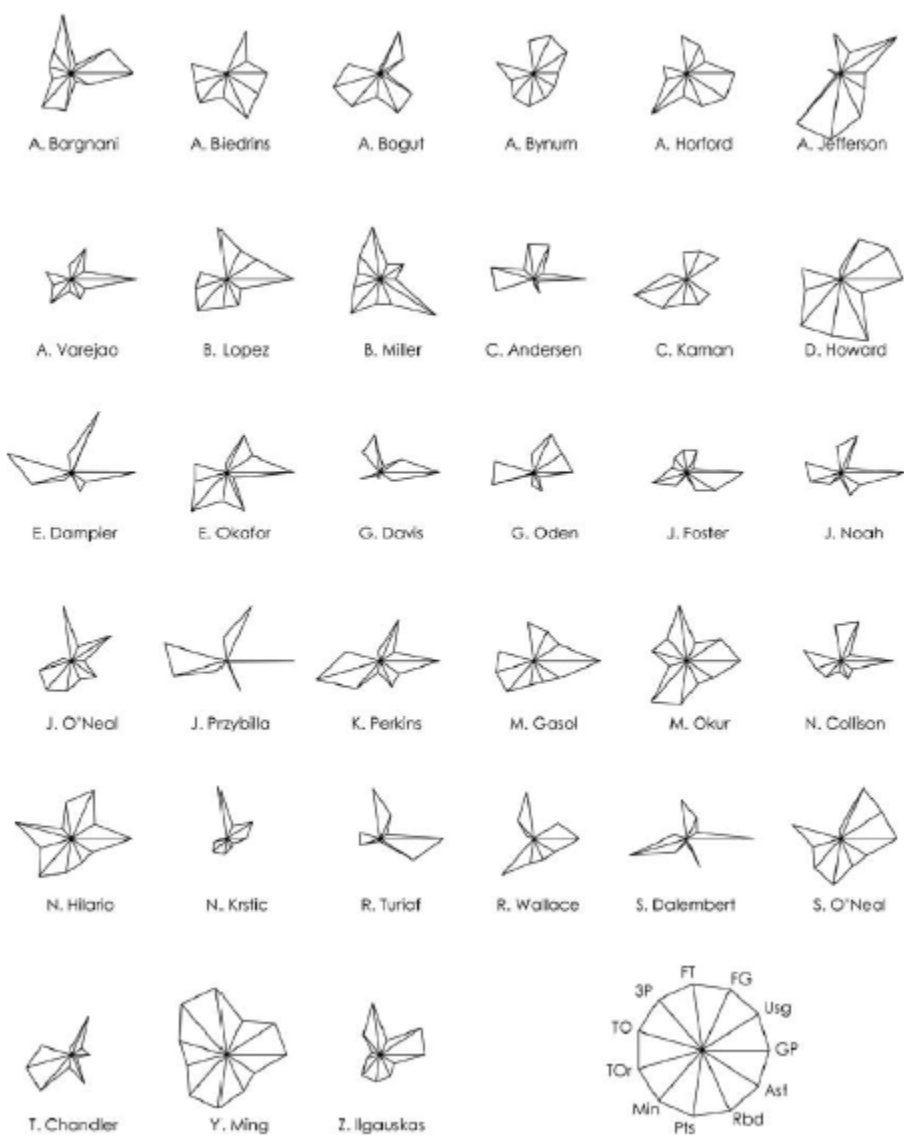 A. Bargnani A. Biedrins A. Bogut A. Bynum A. Horford A. Jefferson
A. Varejao B. Lopez B. Miller C. Andersen C. Kaman D. Howard
E. Dampier E. Okafor G. Davis G. Oden J. Foster J. Noah
J. O'Neal J. Przybilla K. Perkins M. Gasol M. Okur N. Collison
N. Hilario N. Krstic R. Turiaf R. Wallace S. Dalembert S. O'Neal
FT FG
3P Usg
TO GP
TOr Ast
Min Pts Rbd
T. Chandler Y. Ming Z. Ilgauskas